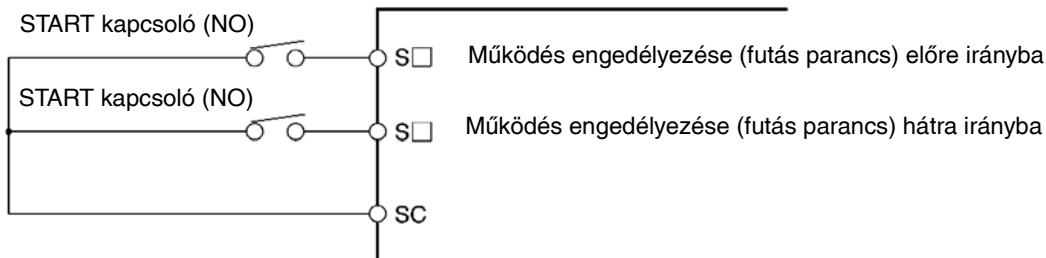 START kapcsoló (NO)
S□ Működés engedélyezése (futás parancs) előre irányba
START kapcsoló (NO)
S□ Működés engedélyezése (futás parancs) hátra irányba
SC